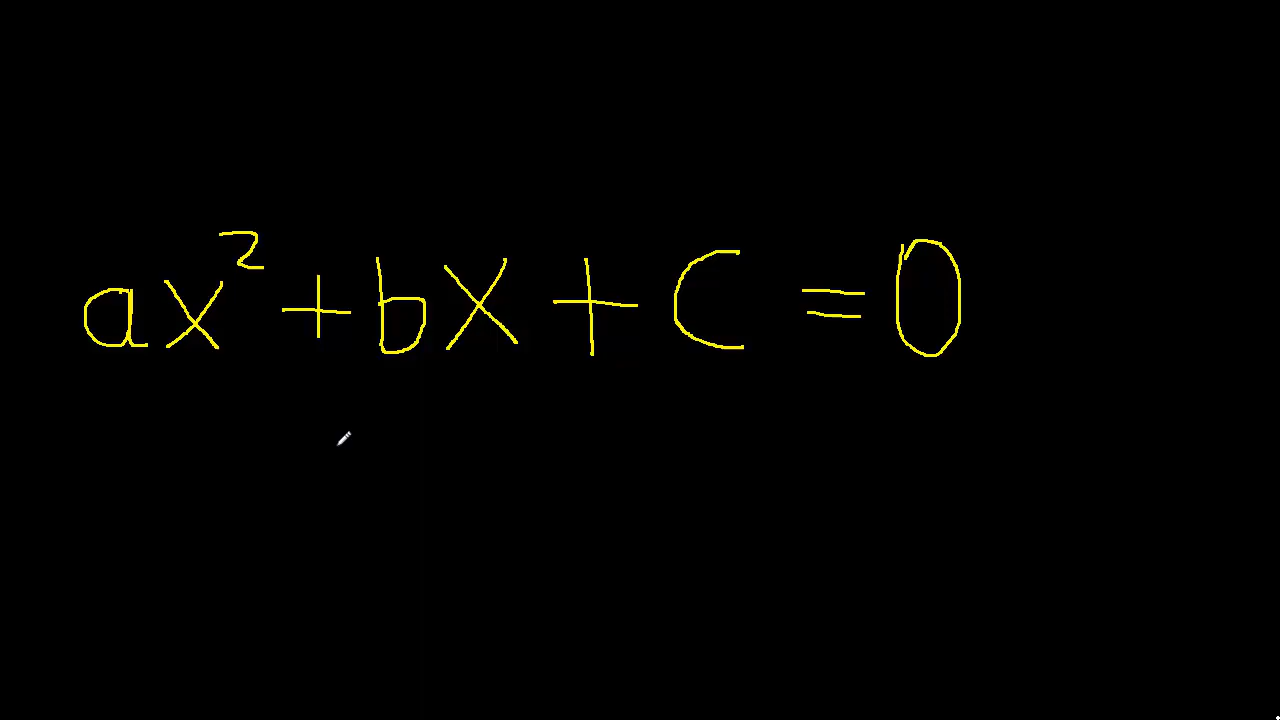 ax² + bx + c = 0